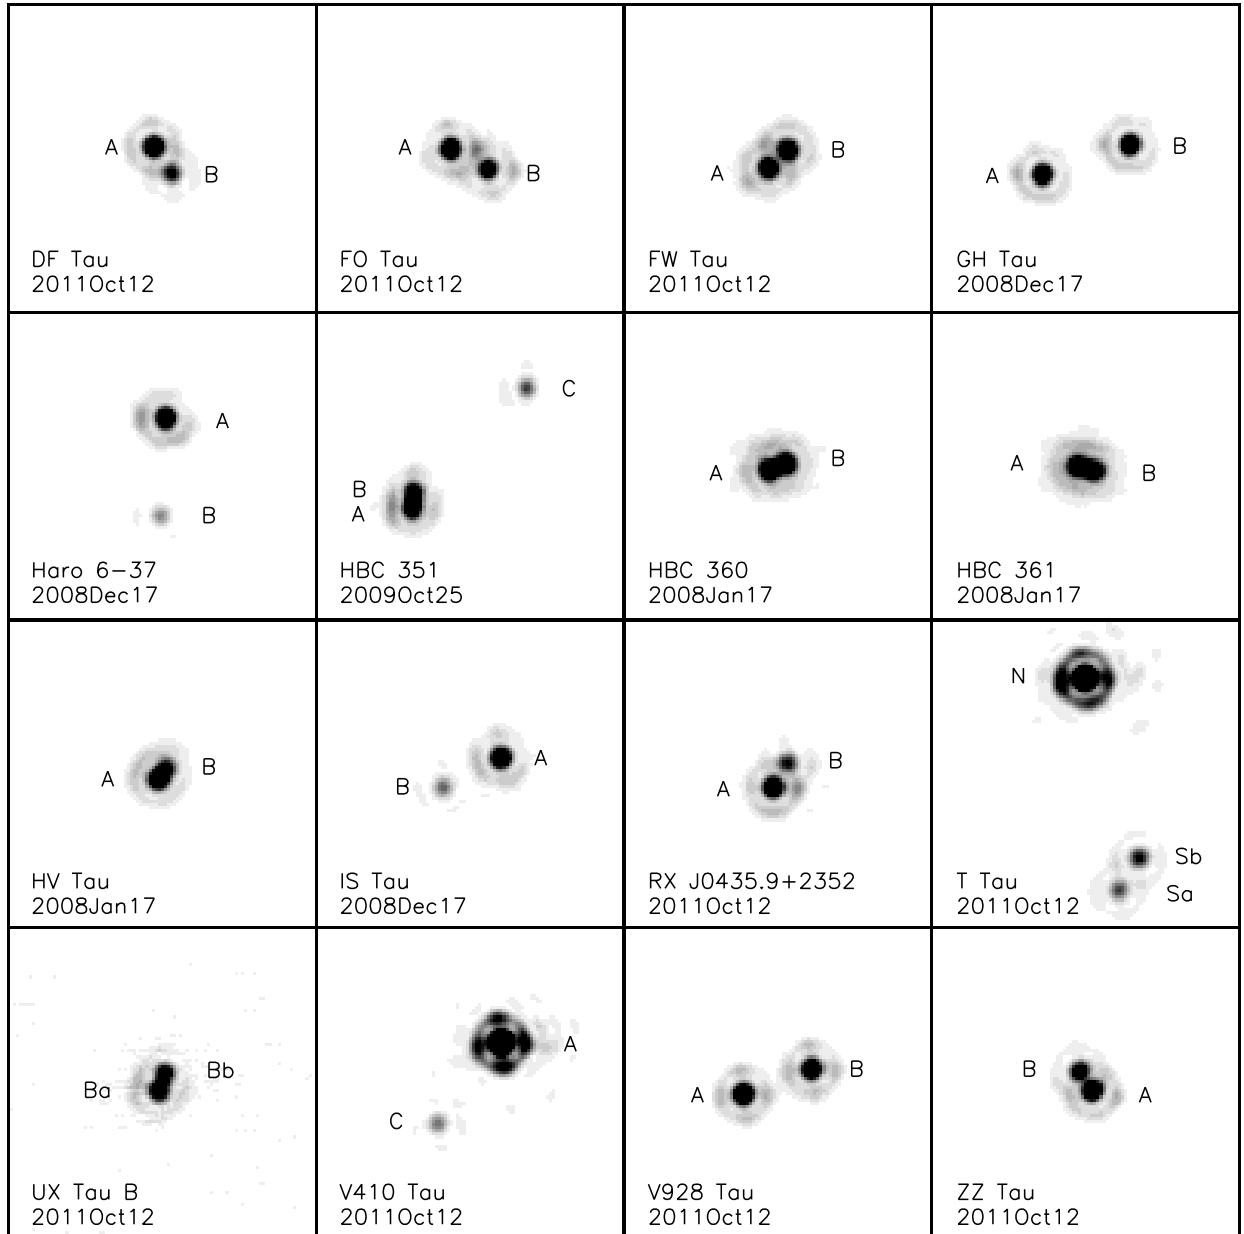 A
B
DF Tau
2011Oct12
A
B
FO Tau
2011Oct12
B
A
FW Tau
2011Oct12
B
A
GH Tau
2008Dec17
A
B
Haro 6-37
2008Dec17
C
B
A
HBC 351
2009Oct25
B
A
HBC 360
2008Jan17
A
B
HBC 361
2008Jan17
B
A
HV Tau
2008Jan17
A
B
IS Tau
2008Dec17
B
A
RX J0435.9+2352
2011Oct12
N
Sb
Sa
T Tau
2011Oct12
Bb
Ba
UX Tau B
2011Oct12
A
C
V410 Tau
2011Oct12
B
A
V928 Tau
2011Oct12
B
A
ZZ Tau
2011Oct12